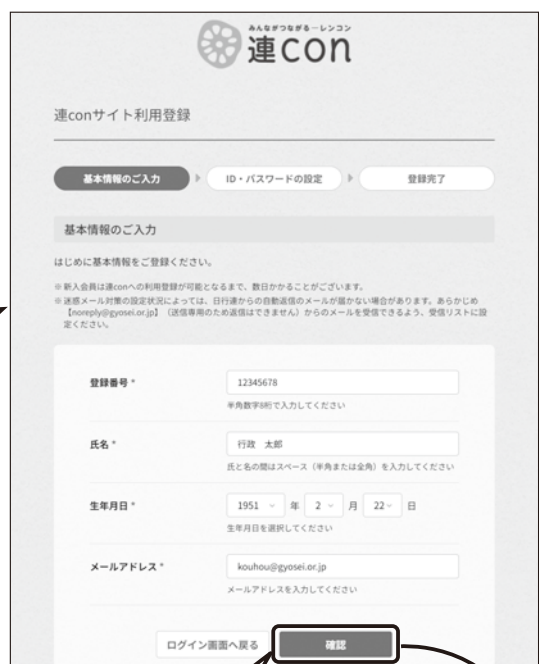 みんながつながる―レンコン
連con
連conサイト利用登録
基本情報のご入力
ID・パスワードの設定
登録完了
基本情報のご入力
はじめに基本情報をご登録ください。
※新入会員は連conへの利用登録が可能となるまで、数日かかることがございます。
※迷惑メール対策の設定状況によっては、日行連からの自動返信のメールが届かない場合があります。あらかじめ
【noreply@gyosei.or.jp】（送信専用のため返信はできません）からのメールを受信できるよう、受信リストに設
定ください。
登録番号 * 12345678
半角数字8桁で入力してください
氏名 * 行政　太郎
氏と名の間はスペース（半角または全角）を入力してください
生年月日 * 1951 年 2 月 22 日
生年月日を選択してください
メールアドレス * kouhou@gyosei.or.jp
メールアドレスを入力してください
ログイン画面へ戻る 確認